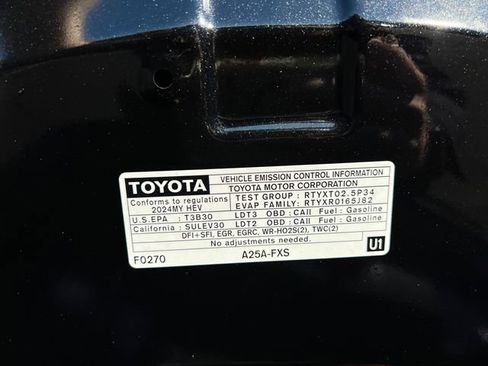 TOYOTA
VEHICLE EMISSION CONTROL INFORMATION
TOYOTA MOTOR CORPORATION
Conforms to regulations
2024MY HEV
TEST GROUP : RTYXT02.5P34
EVAP FAMILY: RTYXR0165J82
U.S.EPA : T3B30 LDT3 OBD : CAII Fuel : Gasoline
California : SULEV30 LDT2 OBD : CAII Fuel : Gasoline
DFI+SFI, EGR, EGRC, WR-HO2S(2), TWC(2)
No adjustments needed.
F0270 A25A-FXS U1